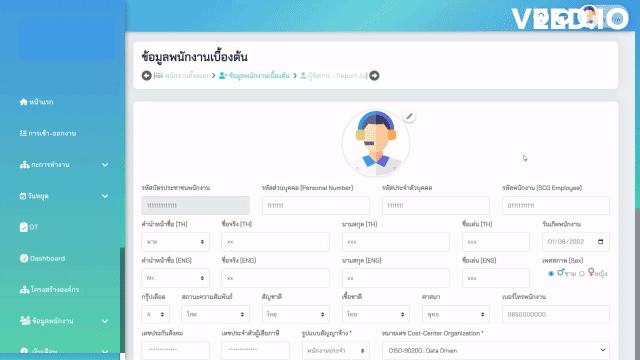 VEED.IO
ข้อมูลพนักงานเบื้องต้น
พนักงานทั้งหมด > ข้อมูลพนักงานเบื้องต้น > ผู้จัดการ - Report-to
หน้าแรก
การเข้า-ออกงาน
กะการทำงาน
วันหยุด
OT
Dashboard
โครงสร้างองค์กร
ข้อมูลพนักงาน
รหัสบัตรประชาชนพนักงาน รหัสส่วนบุคคล (Personal Number) รหัสประจำตัวบุคคล รหัสพนักงาน (SCG Employee)
คำนำหน้าชื่อ (TH) ชื่อจริง (TH) นามสกุล (TH) ชื่อเล่น (TH) วันเกิดพนักงาน
นาย xx xxx xxx 01/08/2002
คำนำหน้าชื่อ (ENG) ชื่อจริง (ENG) นามสกุล (ENG) ชื่อเล่น (ENG) เพศสภาพ (Sex)
Mr. xx xxx xxx ชาย หญิง
กรุ๊ปเลือด สถานะความสัมพันธ์ สัญชาติ เชื้อชาติ ศาสนา เบอร์โทรพนักงาน
A โสด ไทย ไทย พุทธ 0650000000
เลขประกันสังคม เลขประจำตัวผู้เสียภาษี รูปแบบสัญญาจ้าง * หมายเลข Cost-Center Organization *
พนักงานประจำ 0150-90200 : Data Driven